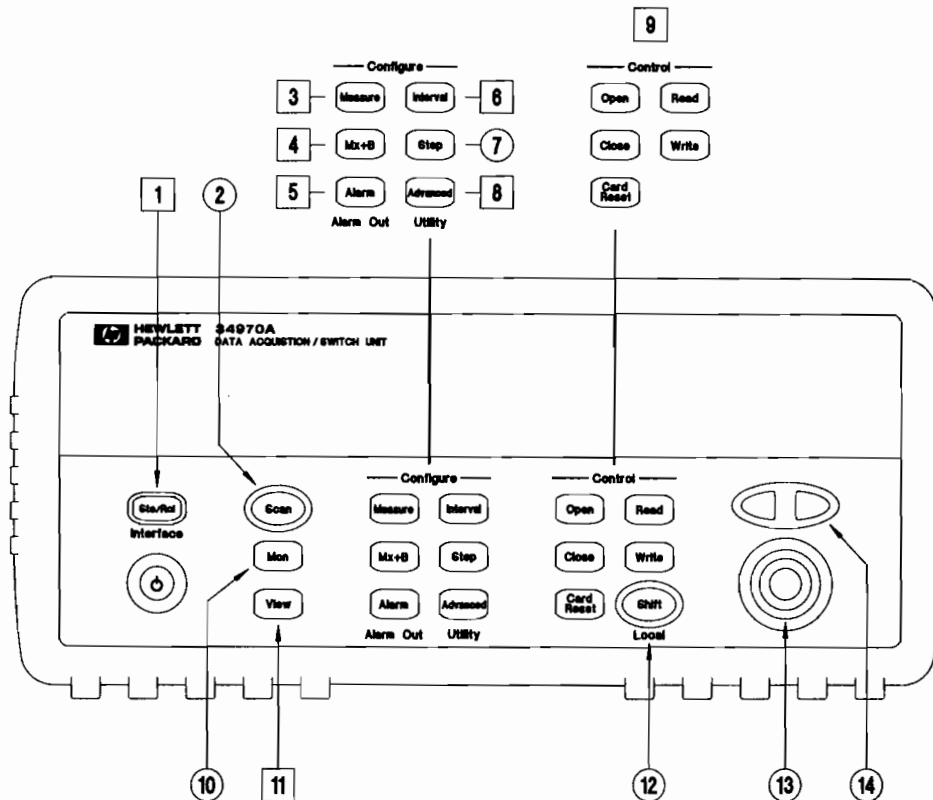 9
Configure
Control
3 Measure Interval 6
Open Read
4 Mx+B Step 7
Close Write
5 Alarm Advanced 8
Card Reset
Alarm Out Utility
1 2
hp HEWLETT PACKARD 34970A
DATA ACQUISTION / SWITCH UNIT
Configure
Control
Sto/Rcl
Interface
Scan
Measure Interval
Open Read
Mon
Mx+B Step
Close Write
View
Alarm Advanced
Card Reset
Shift
Alarm Out Utility
Local
10 11 12 13 14